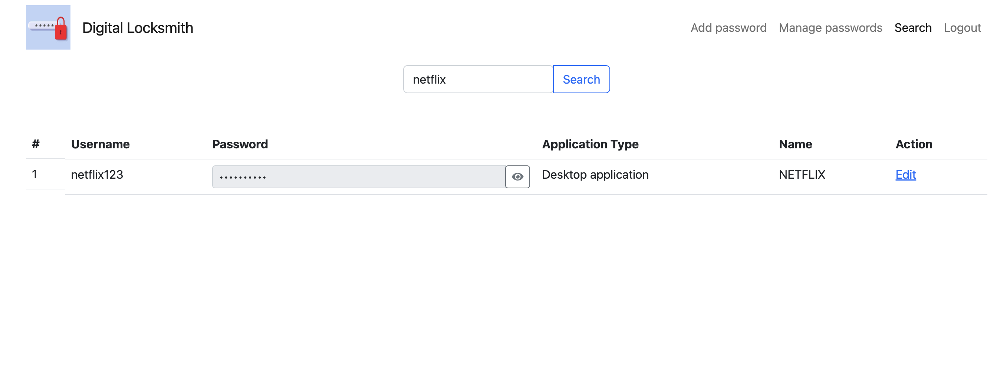 *****
Digital Locksmith
Add password Manage passwords Search Logout
netflix Search
# Username Password Application Type Name Action
1 netflix123 •••••••••• Desktop application NETFLIX Edit